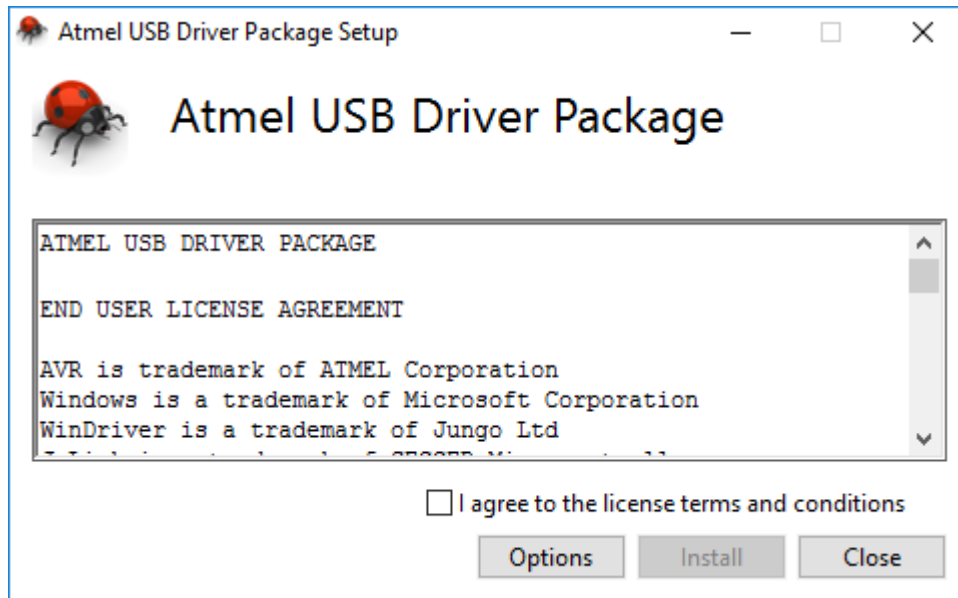 Atmel USB Driver Package Setup
Atmel USB Driver Package
ATMEL USB DRIVER PACKAGE
END USER LICENSE AGREEMENT
AVR is trademark of ATMEL Corporation
Windows is a trademark of Microsoft Corporation
WinDriver is a trademark of Jungo Ltd
I agree to the license terms and conditions
Options
Install
Close